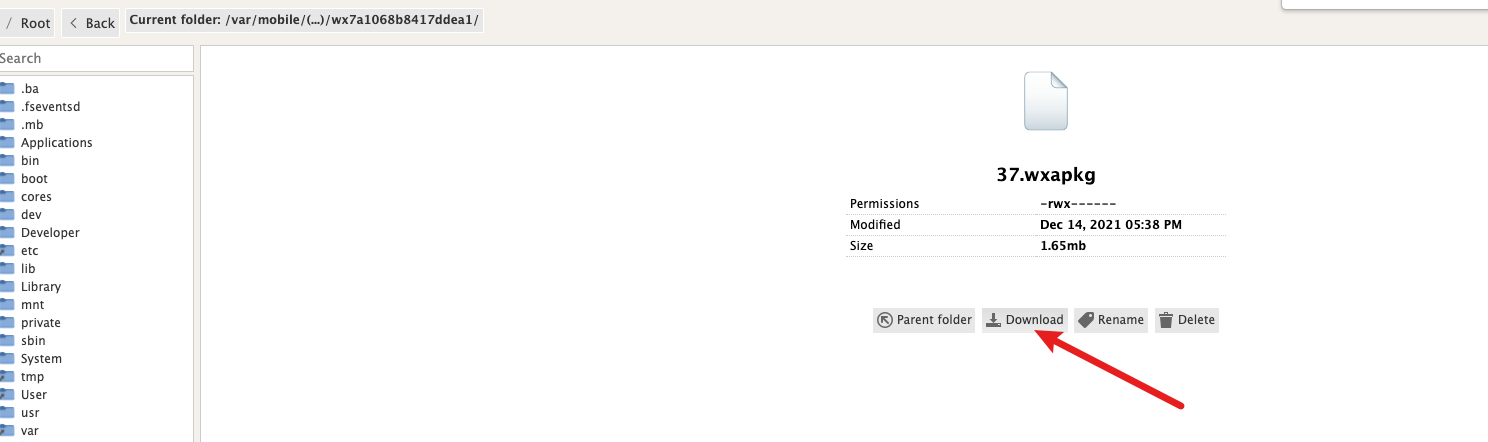 / Root
Back
Current folder: /var/mobile/(...)/wx7a1068b8417ddea1/
Search
.ba
.fseventsd
.mb
Applications
bin
boot
cores
dev
Developer
etc
lib
Library
mnt
private
sbin
System
tmp
User
usr
var
37.wxapkg
Permissions -rwx------
Modified Dec 14, 2021 05:38 PM
Size 1.65mb
Parent folder Download Rename Delete